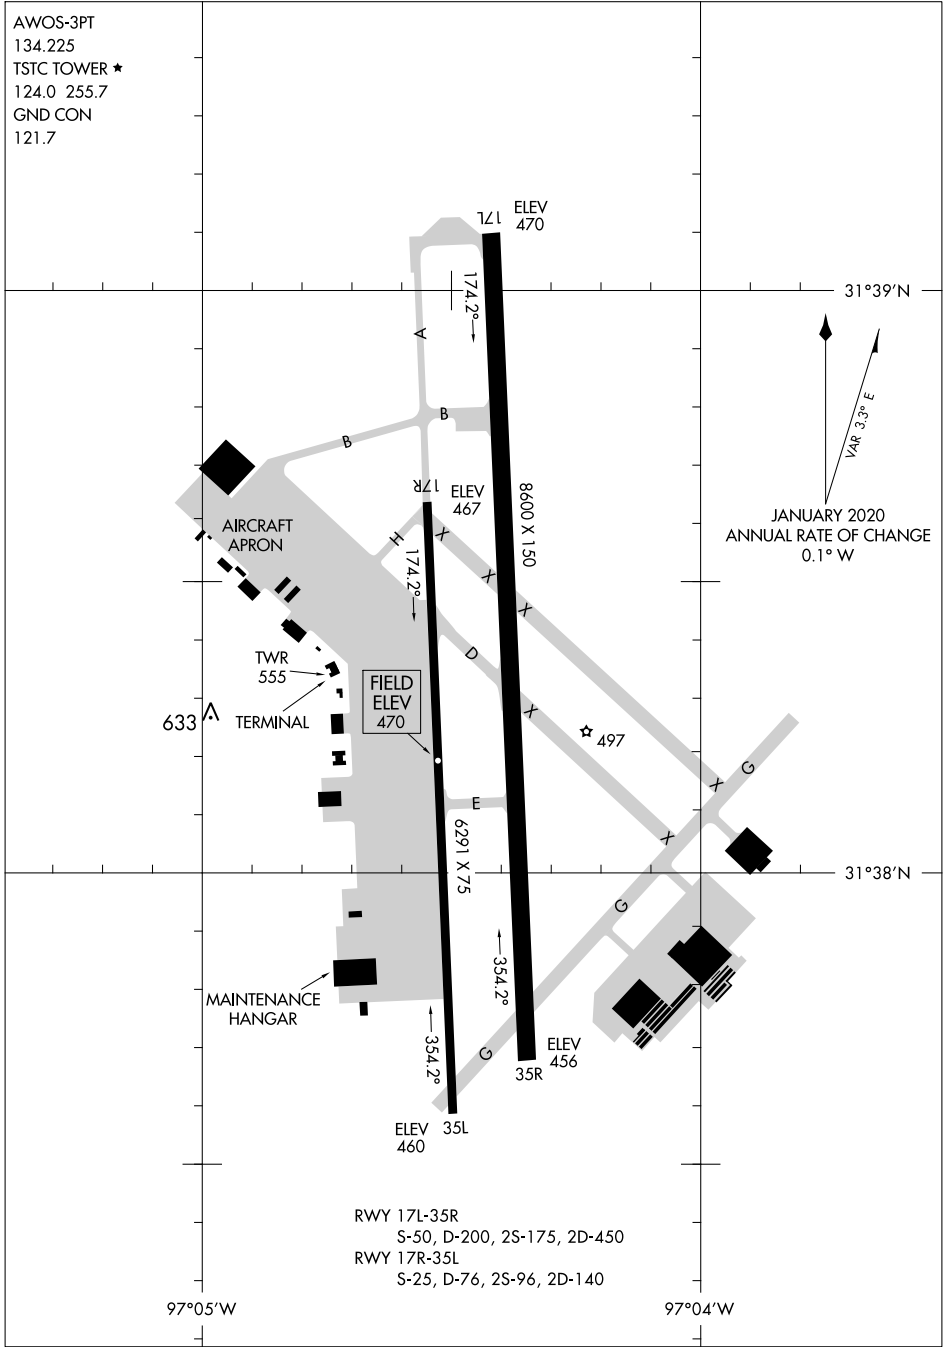 AWOS-3PT
134.225
TSTC TOWER ★
124.0 255.7
GND CON
121.7
17L
ELEV
470
174.2°
31°39'N
A
B
B
VAR 3.3° E
JANUARY 2020
ANNUAL RATE OF CHANGE
0.1° W
17R
ELEV
467
8600 X 150
AIRCRAFT
APRON
H
X
174.2°
X
X
D
TWR
555
FIELD
ELEV
470
X
633
TERMINAL
497
G
X
E
6291 X 75
X
31°38'N
G
354.2°
MAINTENANCE
HANGAR
354.2°
G
ELEV
456
35R
ELEV
460
35L
RWY 17L-35R
S-50, D-200, 2S-175, 2D-450
RWY 17R-35L
S-25, D-76, 2S-96, 2D-140
97°05'W
97°04'W